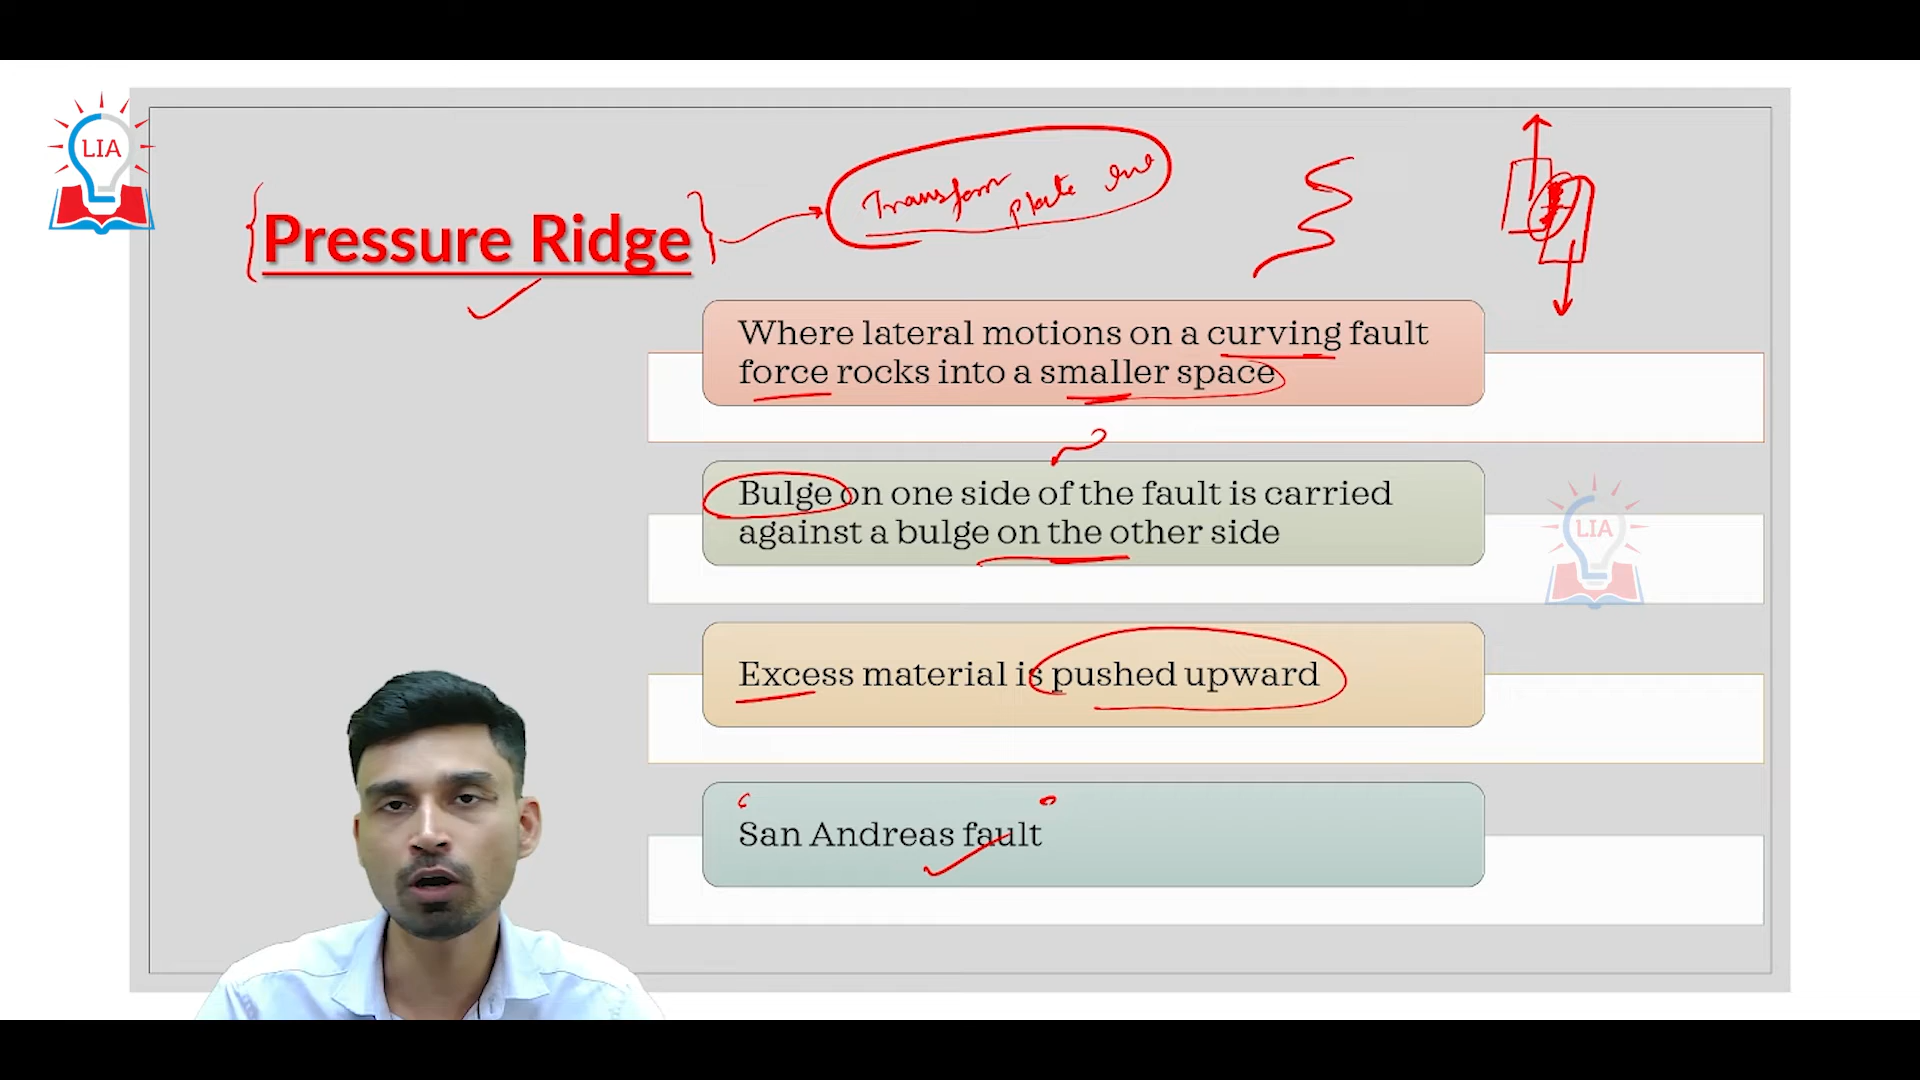 LIA
Transform
plate
Pressure Ridge
Where lateral motions on a curving fault
force rocks into a smaller space
Bulge on one side of the fault is carried
against a bulge on the other side
LIA
Excess material is pushed upward
San Andreas fault